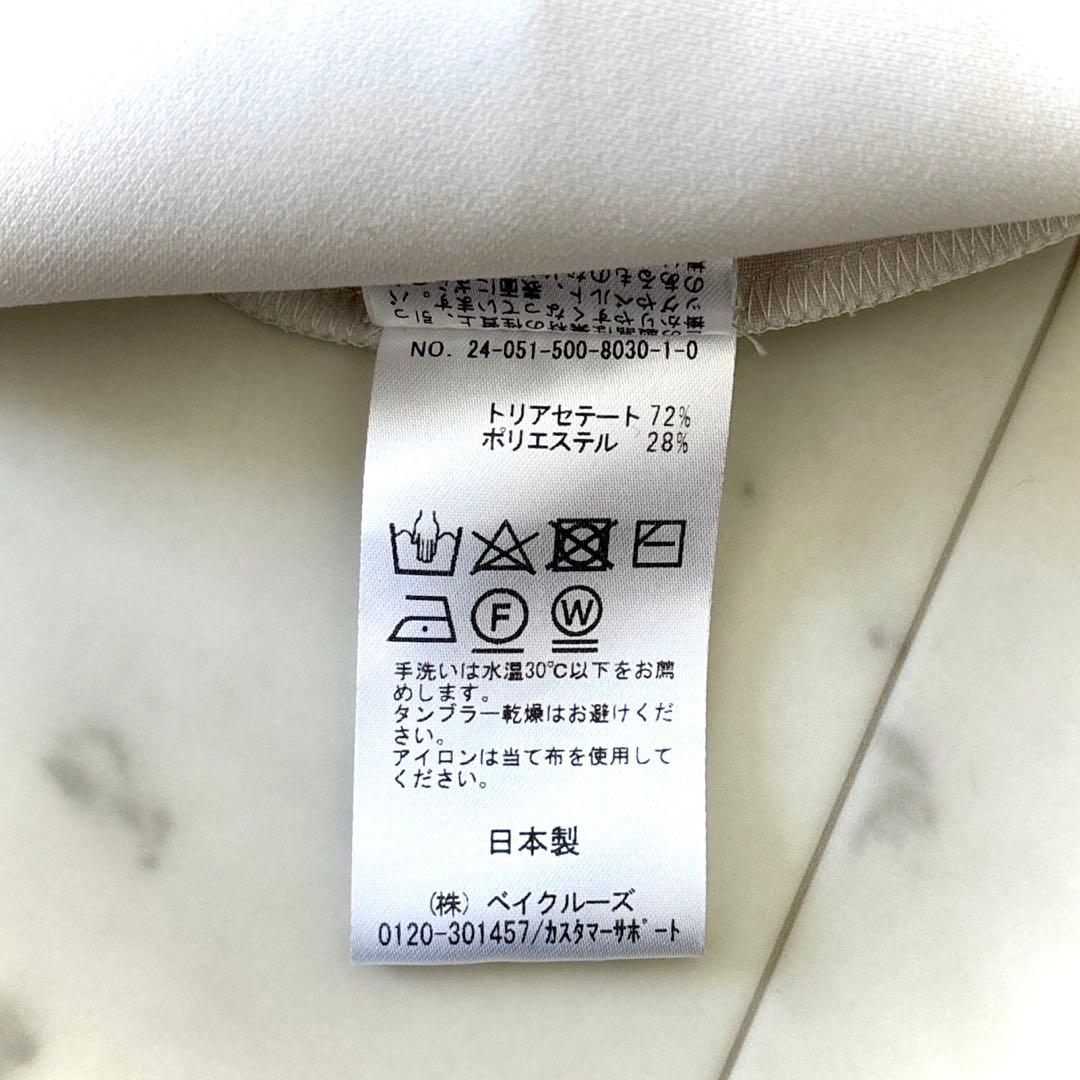 NO. 24-051-500-8030-1-0
トリアセテート 72%
ポリエステル 28%
F W
手洗いは水温30℃以下をお薦
めします。
タンブラー乾燥はお避けくだ
さい。
アイロンは当て布を使用して
ください。
日本製
(株) ベイクルーズ
0120-301457/カスタマーサポート